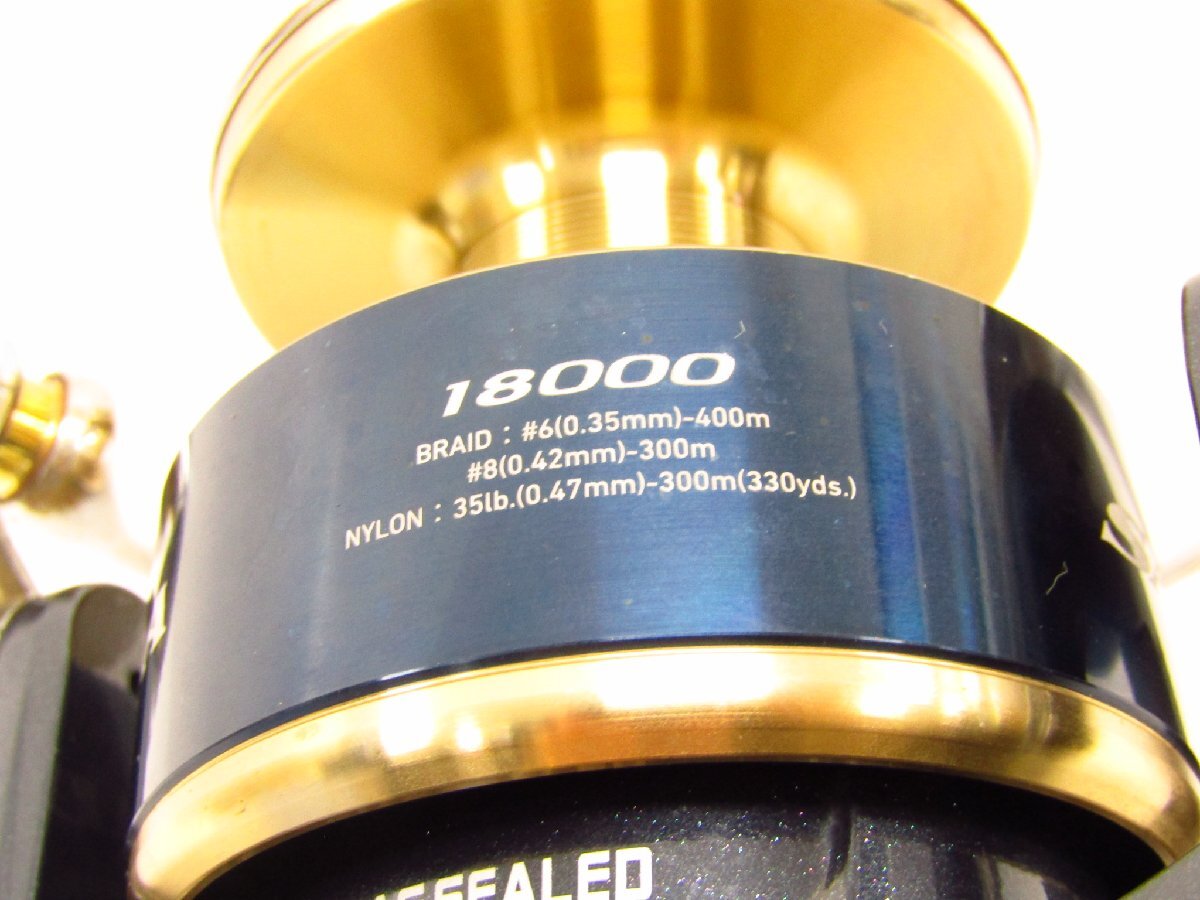 18000
BRAID : #6(0.35mm)-400m
#8(0.42mm)-300m
NYLON : 35lb.(0.47mm)-300m(330yds.)